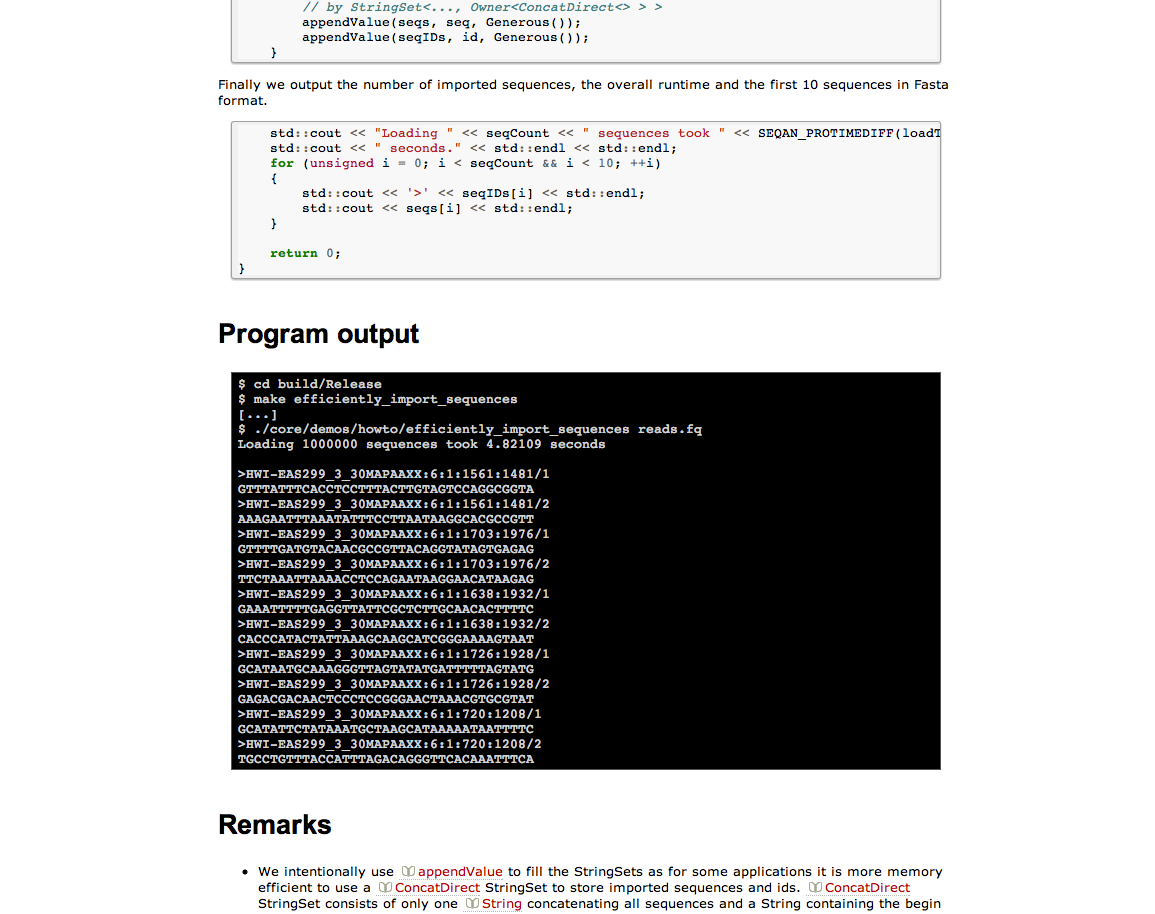 // by StringSet<..., Owner<ConcatDirect<> > >
appendValue(seqs, seq, Generous());
appendValue(seqIDs, id, Generous());
}
Finally we output the number of imported sequences, the overall runtime and the first 10 sequences in Fasta
format.
std::cout << "Loading " << seqCount << " sequences took " << SEQAN_PROTIMEDIFF(loadT
std::cout << " seconds." << std::endl << std::endl;
for (unsigned i = 0; i < seqCount && i < 10; ++i)
{
std::cout << '>' << seqIDs[i] << std::endl;
std::cout << seqs[i] << std::endl;
}
return 0;
}
Program output
$ cd build/Release
$ make efficiently_import_sequences
[...]
$ ./core/demos/howto/efficiently_import_sequences reads.fq
Loading 1000000 sequences took 4.82109 seconds
>HWI-EAS299_3_30MAPAAXX:6:1:1561:1481/1
GTTTATTTCACCTCCTTTACTTGTAGTCCAGGCGGTA
>HWI-EAS299_3_30MAPAAXX:6:1:1561:1481/2
AAAGAATTTAAATATTTCCTTAATAAGGCACGCCGTT
>HWI-EAS299_3_30MAPAAXX:6:1:1703:1976/1
GTTTTGATGTACAACGCCGTTACAGGTATAGTGAGAG
>HWI-EAS299_3_30MAPAAXX:6:1:1703:1976/2
TTCTAAATTAAAACCTCCAGAATAAGGAACATAAGAG
>HWI-EAS299_3_30MAPAAXX:6:1:1638:1932/1
GAAATTTTTGAGGTTATTCGCTCTTGCAACACTTTTC
>HWI-EAS299_3_30MAPAAXX:6:1:1638:1932/2
CACCCATACTATTAAAGCAAGCATCGGGAAAAGTAAT
>HWI-EAS299_3_30MAPAAXX:6:1:1726:1928/1
GCATAATGCAAAGGGTTAGTATATGATTTTTAGTATG
>HWI-EAS299_3_30MAPAAXX:6:1:1726:1928/2
GAGACGACAACTCCCTCCGGGAACTAAACGTGCGTAT
>HWI-EAS299_3_30MAPAAXX:6:1:720:1208/1
GCATATTCTATAAATGCTAAGCATAAAAATAATTTTC
>HWI-EAS299_3_30MAPAAXX:6:1:720:1208/2
TGCCTGTTTACCATTTAGACAGGGTTCACAAATTTCA
Remarks
• We intentionally use appendValue to fill the StringSets as for some applications it is more memory
efficient to use a ConcatDirect StringSet to store imported sequences and ids. ConcatDirect
StringSet consists of only one String concatenating all sequences and a String containing the begin